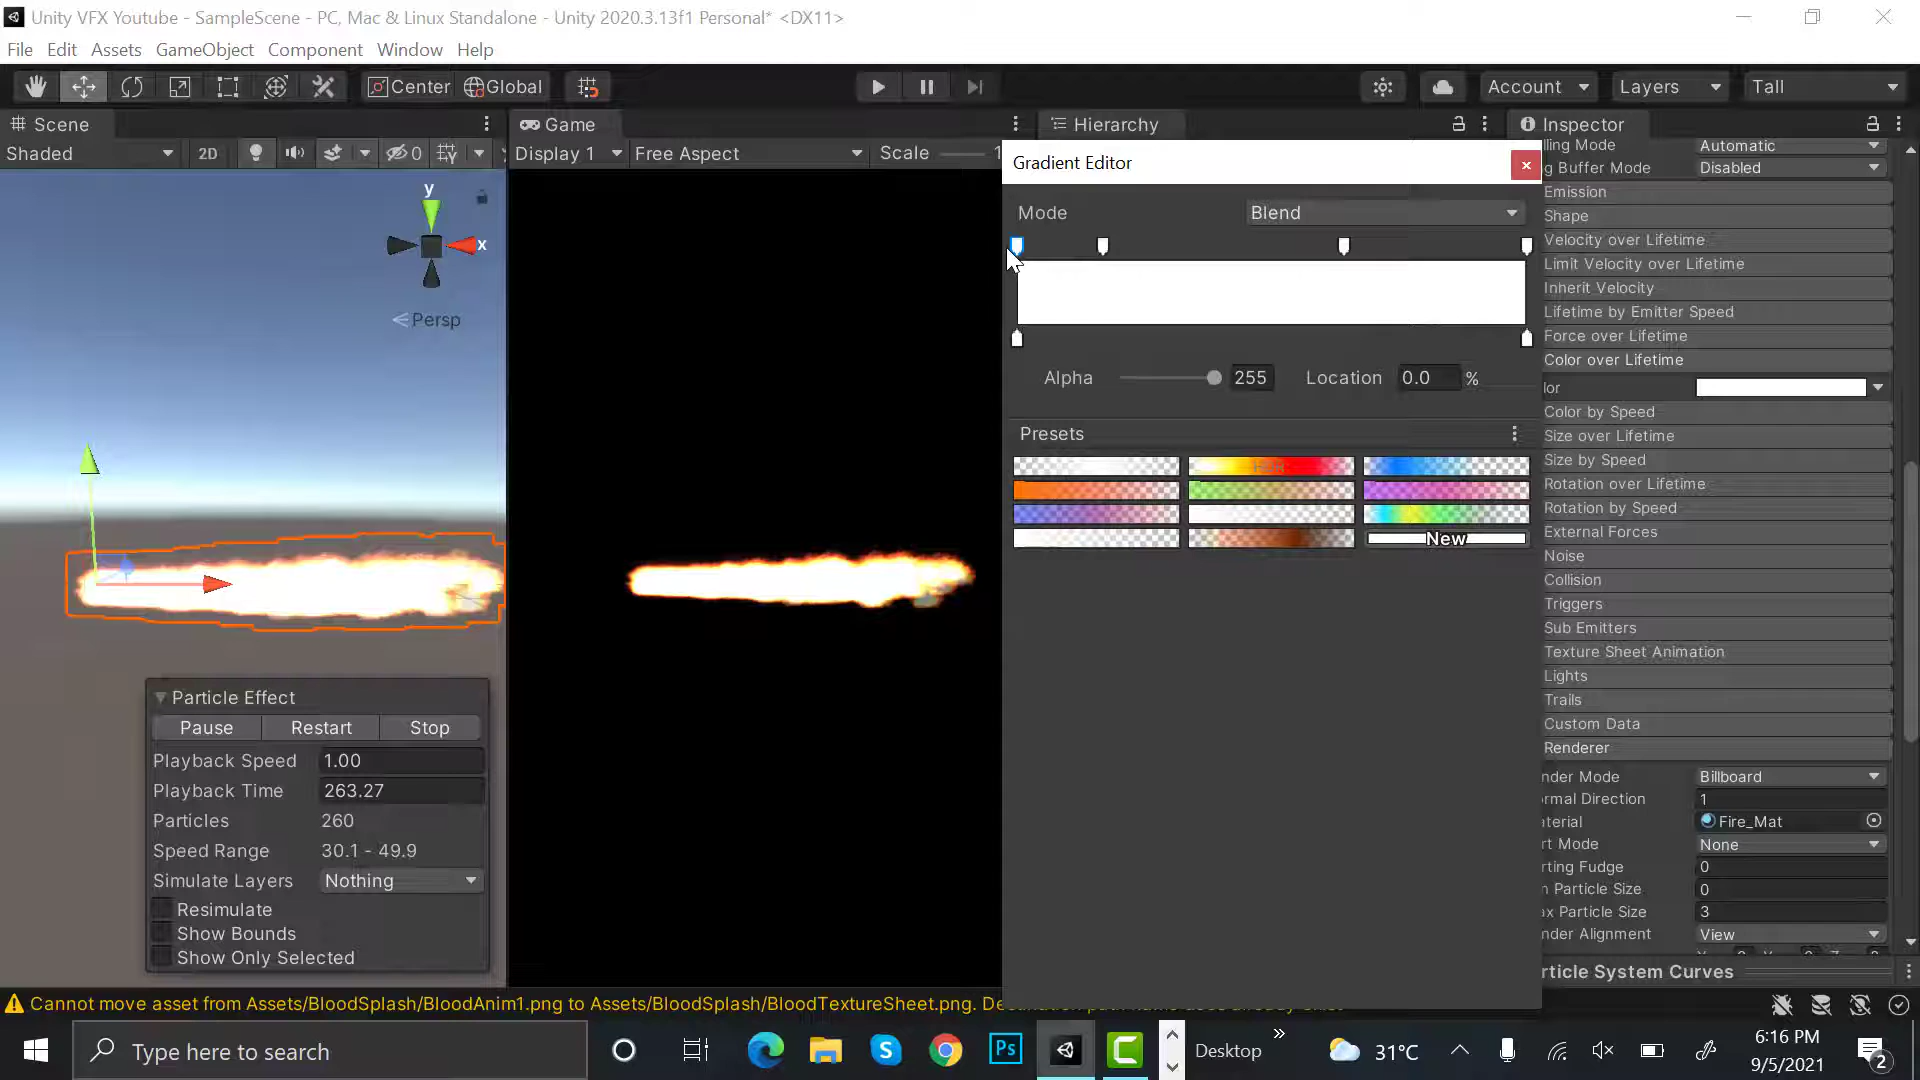 Unity VFX Youtube - SampleScene - PC, Mac & Linux Standalone - Unity 2020.3.13f1 Personal* <DX11>
File Edit Assets GameObject Component Window Help
Center Global Account Layers Tall
Scene Game Hierarchy Inspector
Shaded 2D 0 Display 1 Free Aspect Scale 1
Gradient Editor
Mode Blend
Alpha 255 Location 0.0 %
Presets
HDR
New
y
x
Persp
Particle Effect
Pause Restart Stop
Playback Speed 1.00
Playback Time 263.27
Particles 260
Speed Range 30.1 - 49.9
Simulate Layers Nothing
Resimulate
Show Bounds
Show Only Selected
lling Mode Automatic
g Buffer Mode Disabled
Emission
Shape
Velocity over Lifetime
Limit Velocity over Lifetime
Inherit Velocity
Lifetime by Emitter Speed
Force over Lifetime
Color over Lifetime
lor
Color by Speed
Size over Lifetime
Size by Speed
Rotation over Lifetime
Rotation by Speed
External Forces
Noise
Collision
Triggers
Sub Emitters
Texture Sheet Animation
Lights
Trails
Custom Data
Renderer
nder Mode Billboard
ormal Direction 1
aterial Fire_Mat
rt Mode None
rting Fudge 0
n Particle Size 0
ax Particle Size 3
nder Alignment View
rticle System Curves
Cannot move asset from Assets/BloodSplash/BloodAnim1.png to Assets/BloodSplash/BloodTextureSheet.png. De
Type here to search
S
Ps
Desktop
31°C
6:16 PM
9/5/2021
2